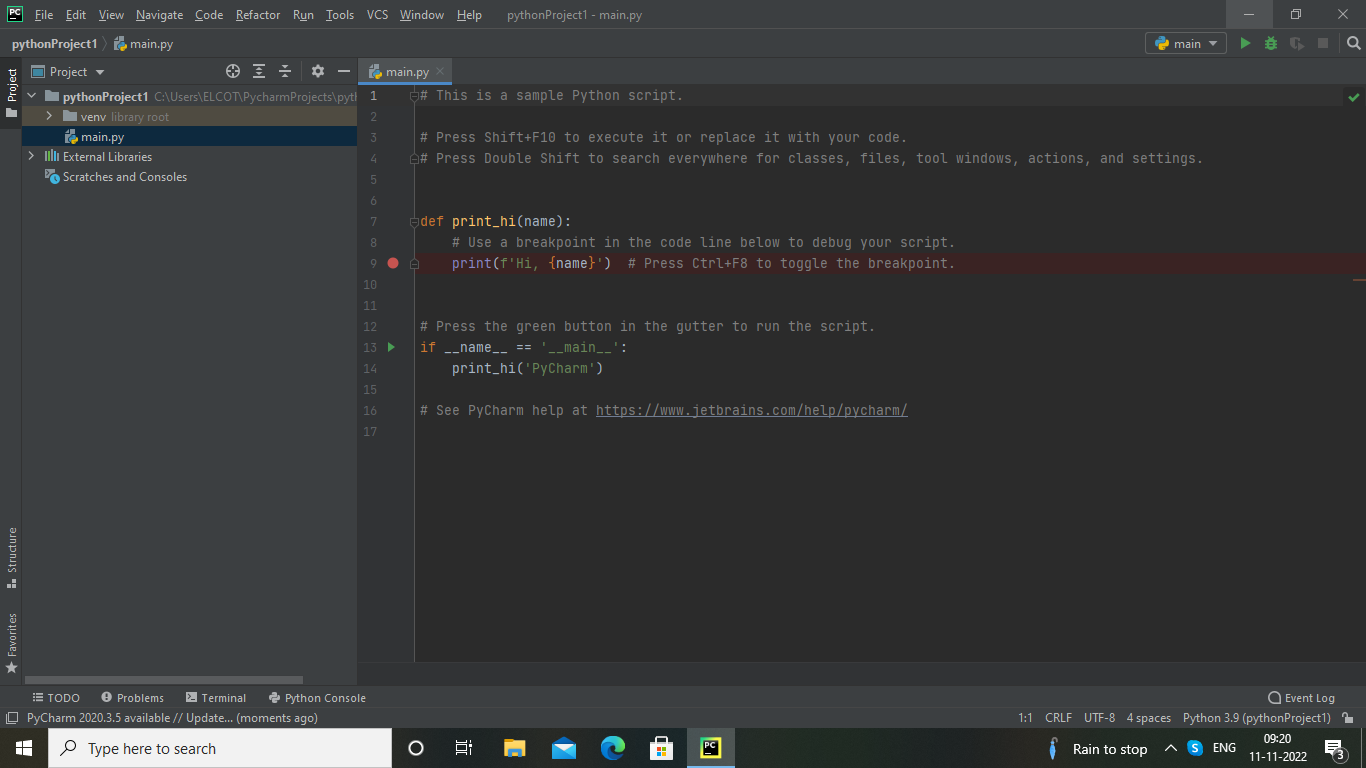 PC File Edit View Navigate Code Refactor Run Tools VCS Window Help pythonProject1 - main.py
pythonProject1 main.py main
Project
Project main.py
pythonProject1 C:\Users\ELCOT\PycharmProjects\pyth
venv library root
main.py
External Libraries
Scratches and Consoles
1 # This is a sample Python script.
2
3 # Press Shift+F10 to execute it or replace it with your code.
4 # Press Double Shift to search everywhere for classes, files, tool windows, actions, and settings.
5
6
7 def print_hi(name):
8     # Use a breakpoint in the code line below to debug your script.
9     print(f'Hi, {name}')  # Press Ctrl+F8 to toggle the breakpoint.
10
11
12 # Press the green button in the gutter to run the script.
13 if __name__ == '__main__':
14     print_hi('PyCharm')
15
16 # See PyCharm help at https://www.jetbrains.com/help/pycharm/
17
Structure
Favorites
TODO Problems Terminal Python Console Event Log
PyCharm 2020.3.5 available // Update... (moments ago) 1:1 CRLF UTF-8 4 spaces Python 3.9 (pythonProject1)
Type here to search PC Rain to stop S ENG 09:20
11-11-2022 3